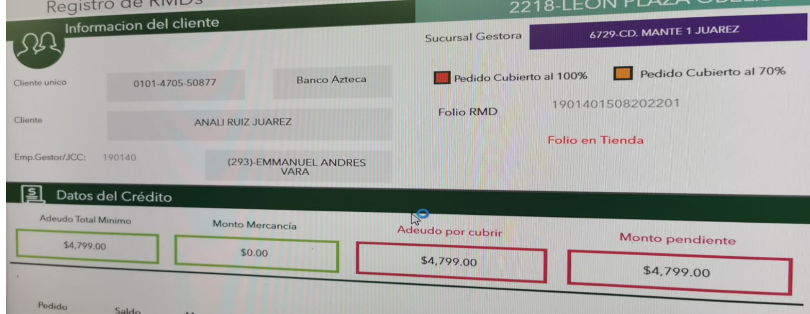 Registro de RMDs
2218-LEON PLAZA
Informacion del cliente
Sucursal Gestora
6729-CD. MANTE 1 JUAREZ
Cliente unico
0101-4705-50877
Banco Azteca
Pedido Cubierto al 100%
Pedido Cubierto al 70%
Folio RMD
1901401508202201
Cliente
ANALI RUIZ JUAREZ
Folio en Tienda
Emp.Gestor/JCC:
190140
(293)-EMMANUEL ANDRES
VARA
Datos del Crédito
Adeudo Total Minimo
Monto Mercancía
Adeudo por cubrir
Monto pendiente
$4,799.00
$0.00
$4,799.00
$4,799.00
Pedido
Saldo